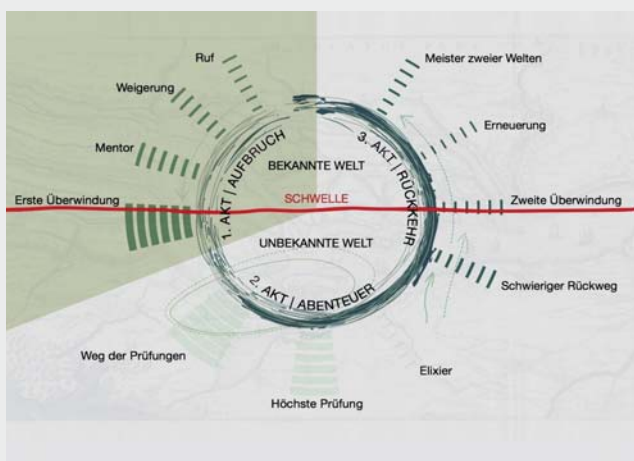 Ruf
Weigerung
Mentor
Erste Überwindung
1. AKT | AUFBRUCH
BEKANNTE WELT
SCHWELLE
UNBEKANNTE WELT
2. AKT | ABENTEUER
3. AKT | RÜCKKEHR
Meister zweier Welten
Erneuerung
Zweite Überwindung
Schwieriger Rückweg
Elixier
Höchste Prüfung
Weg der Prüfungen